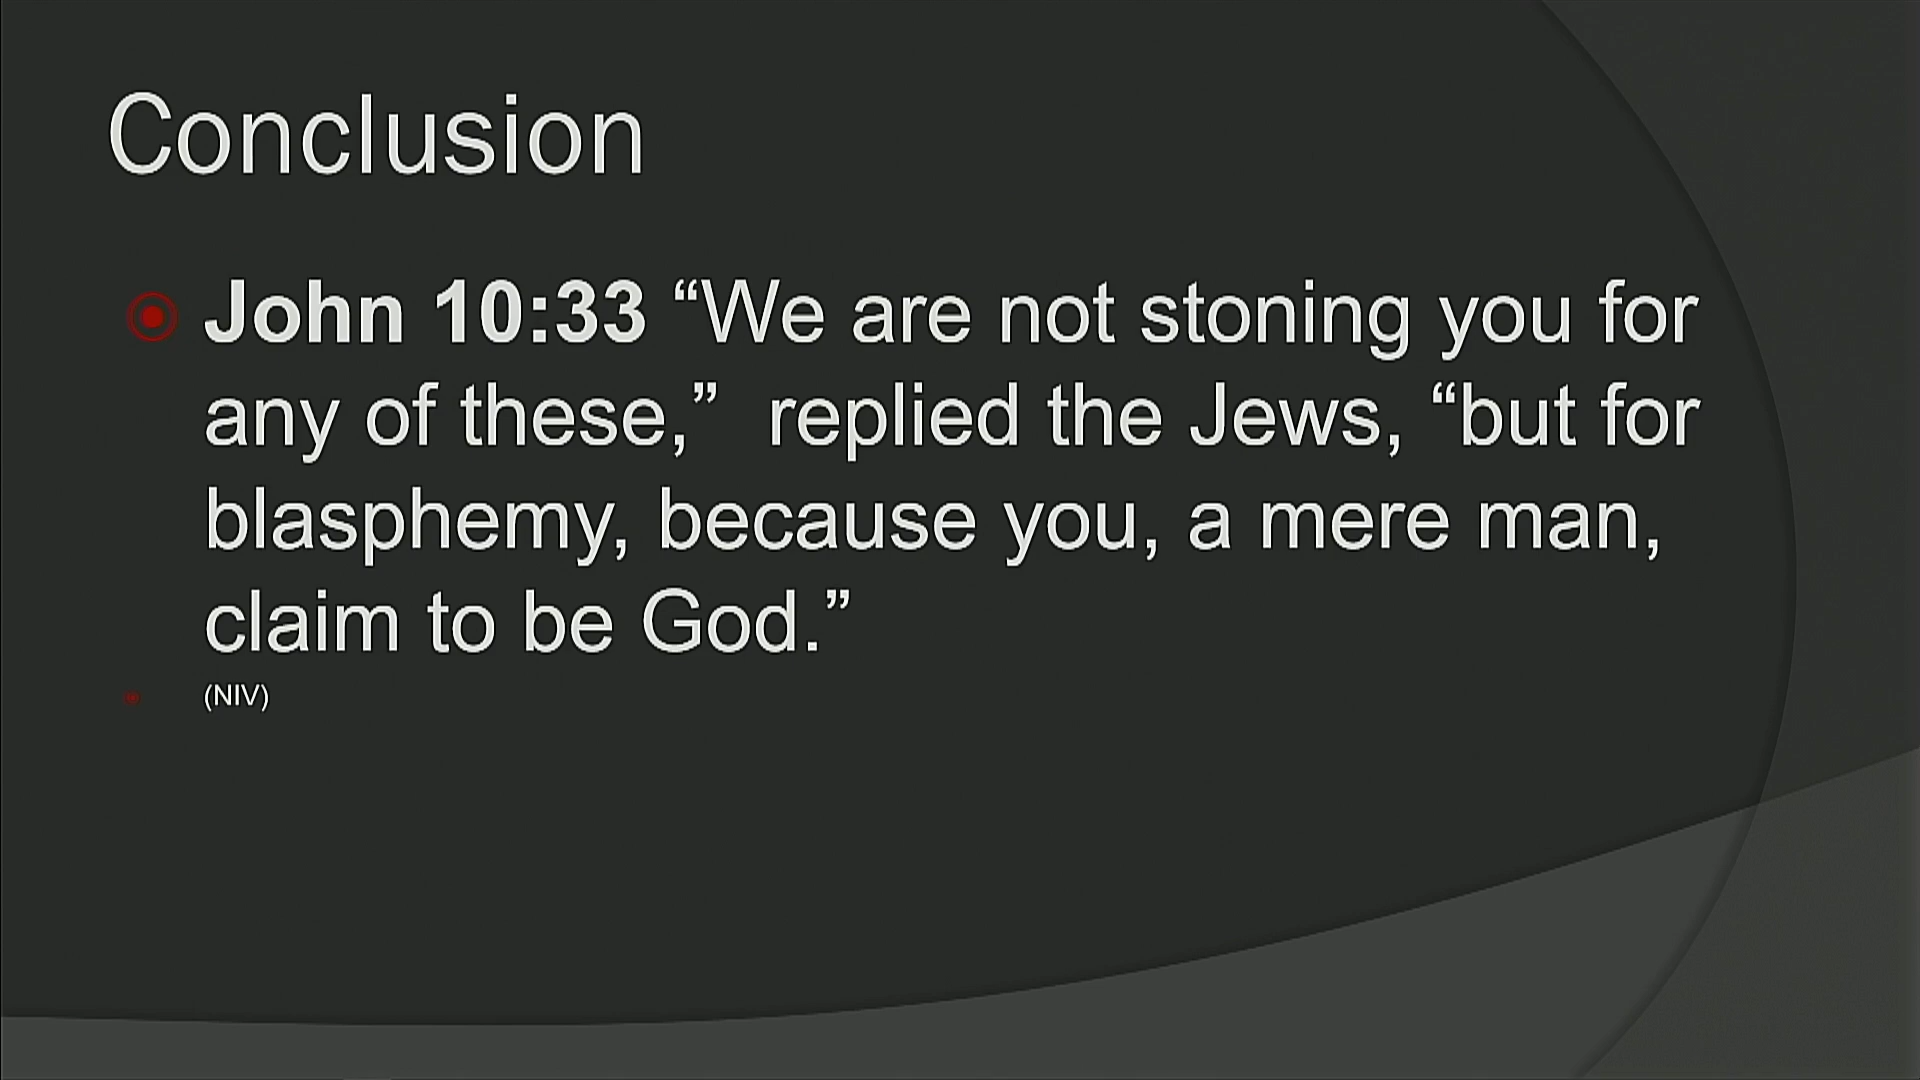 Conclusion
John 10:33 “We are not stoning you for
any of these,”  replied the Jews, “but for
blasphemy, because you, a mere man,
claim to be God.”
(NIV)